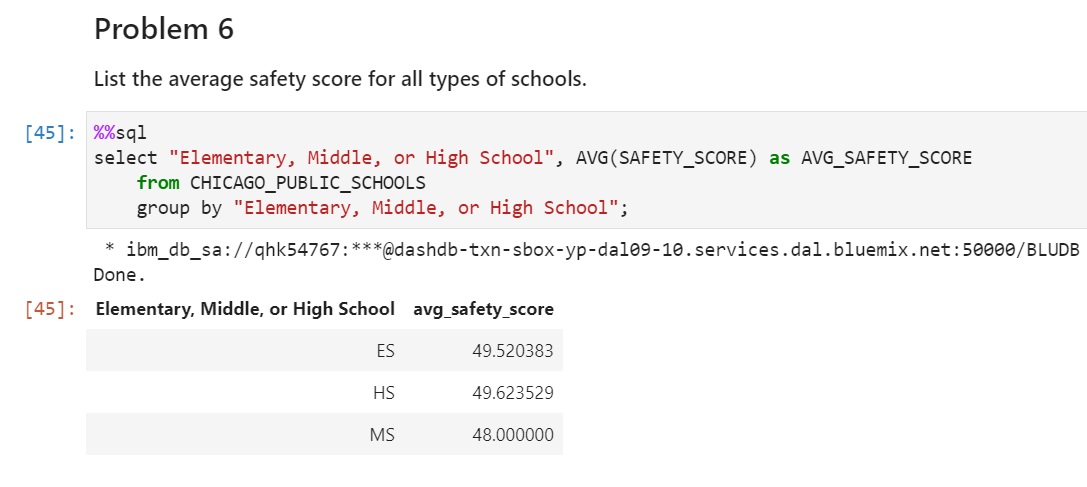 Problem 6
List the average safety score for all types of schools.
[45]: %%sql
select "Elementary, Middle, or High School", AVG(SAFETY_SCORE) as AVG_SAFETY_SCORE
from CHICAGO_PUBLIC_SCHOOLS
group by "Elementary, Middle, or High School";
* ibm_db_sa://qhk54767:***@dashdb-txn-sbox-yp-dal09-10.services.dal.bluemix.net:50000/BLUDB
Done.
[45]: Elementary, Middle, or High School avg_safety_score
ES 49.520383
HS 49.623529
MS 48.000000